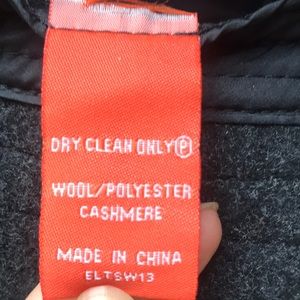 DRY CLEAN ONLY Ⓟ
WOOL/POLYESTER
CASHMERE
MADE IN CHINA
ELTSW13